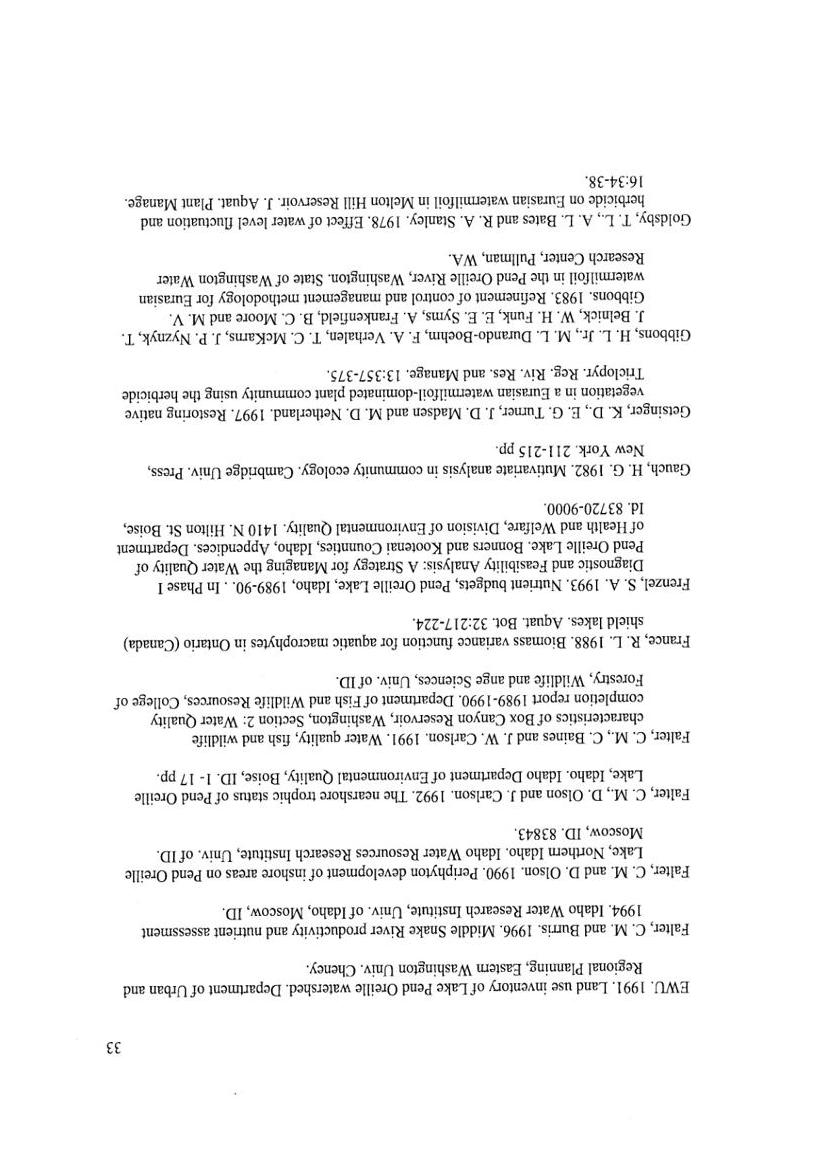 33
EWU. 1991. Land use inventory of Lake Pend Oreille watershed. Department of Urban and
Regional Planning, Eastern Washington Univ. Cheney.
Falter, C. M. and Burris. 1996. Middle Snake River productivity and nutrient assessment
1994. Idaho Water Research Institute, Univ. of Idaho, Moscow, ID.
Falter, C. M. and D. Olson. 1990. Periphyton development of inshore areas on Pend Oreille
Lake, Northern Idaho. Idaho Water Resources Research Institute, Univ. of ID.
Moscow, ID. 83843.
Falter, C. M., D. Olson and J. Carlson. 1992. The nearshore trophic status of Pend Oreille
Lake, Idaho. Idaho Department of Environmental Quality, Boise, ID. 1- 17 pp.
Falter, C. M., C. Baines and J. W. Carlson. 1991. Water quality, fish and wildlife
characteristics of Box Canyon Reservoir, Washington, Section 2: Water Quality
completion report 1989-1990. Department of Fish and Wildlife Resources, College of
Forestry, Wildlife and ange Sciences, Univ. of ID.
France, R. L. 1988. Biomass variance function for aquatic macrophytes in Ontario (Canada)
shield lakes. Aquat. Bot. 32:217-224.
Frenzel, S. A. 1993. Nutrient budgets, Pend Oreille Lake, Idaho, 1989-90. . In Phase I
Diagnostic and Feasibility Analysis: A Strategy for Managing the Water Quality of
Pend Oreille Lake. Bonners and Kootenai Counnties, Idaho, Appendices. Department
of Health and Welfare, Division of Environmental Quality. 1410 N. Hilton St. Boise,
Id. 83720-9000.
Gauch, H. G. 1982. Mutivariate analysis in community ecology. Cambridge Univ. Press,
New York. 211-215 pp.
Getsinger, K. D., E. G. Turner, J. D. Madsen and M. D. Netherland. 1997. Restoring native
vegetation in a Eurasian watermilfoil-dominated plant community using the herbicide
Triclopyr. Reg. Riv. Res. and Manage. 13:357-375.
Gibbons, H. L. Jr., M. L. Durando-Boehm, F. A. Verhalen, T. C. McKarns, J. P. Nyznyk, T.
J. Belnick, W. H. Funk, E. E. Syms, A. Frankenfield, B. C. Moore and M. V.
Gibbons. 1983. Refinement of control and management methodology for Eurasian
watermilfoil in the Pend Oreille River, Washington. State of Washington Water
Research Center, Pullman, WA.
Goldsby, T. L., A. L. Bates and R. A. Stanley. 1978. Effect of water level fluctuation and
herbicide on Eurasian watermilfoil in Melton Hill Reservoir. J. Aquat. Plant Manage.
16:34-38.